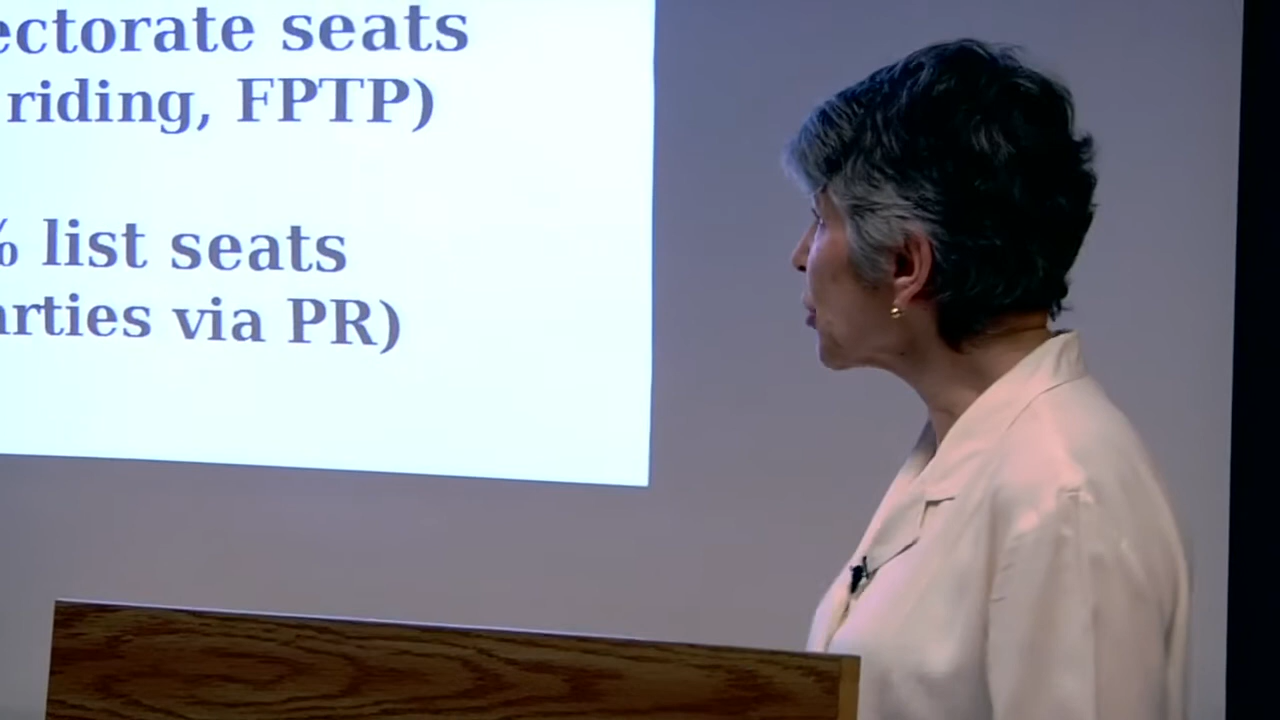 ectorate seats
riding, FPTP)
% list seats
arties via PR)